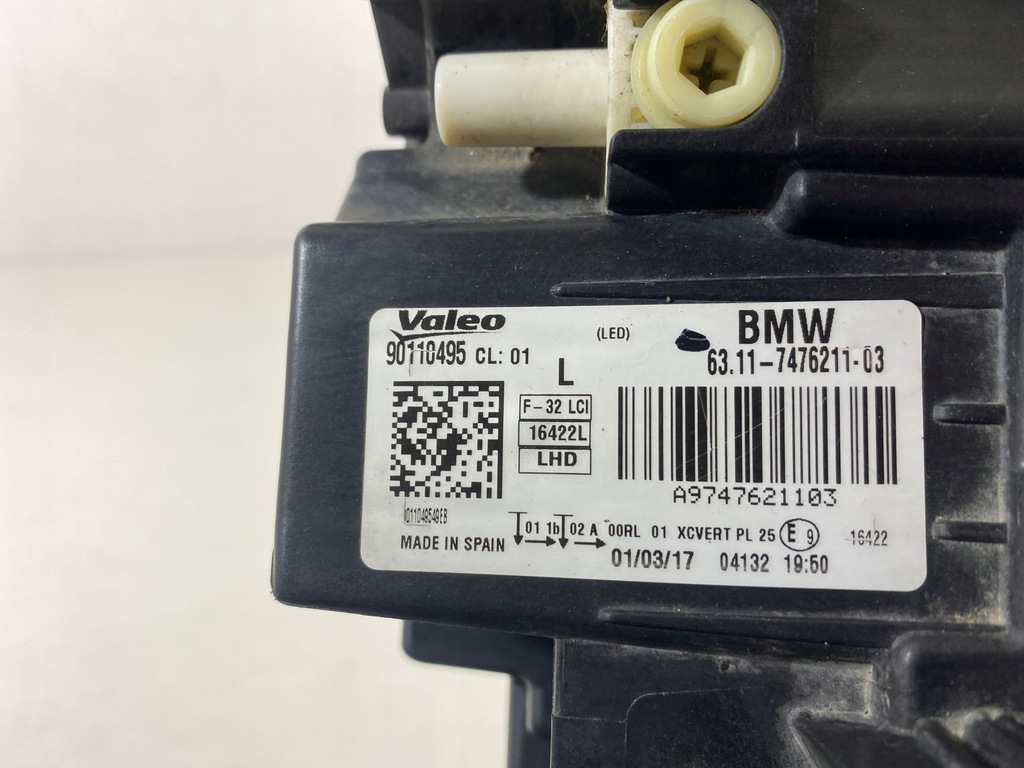 Valeo
(LED)
BMW
90110495 CL: 01
L
63.11-7476211-03
F-32 LCI
16422L
LHD
A9747621103
MADE IN SPAIN
01 1b 02 A 00RL 01 XCVERT PL 25 E 9
16422
01/03/17 04132 19:50